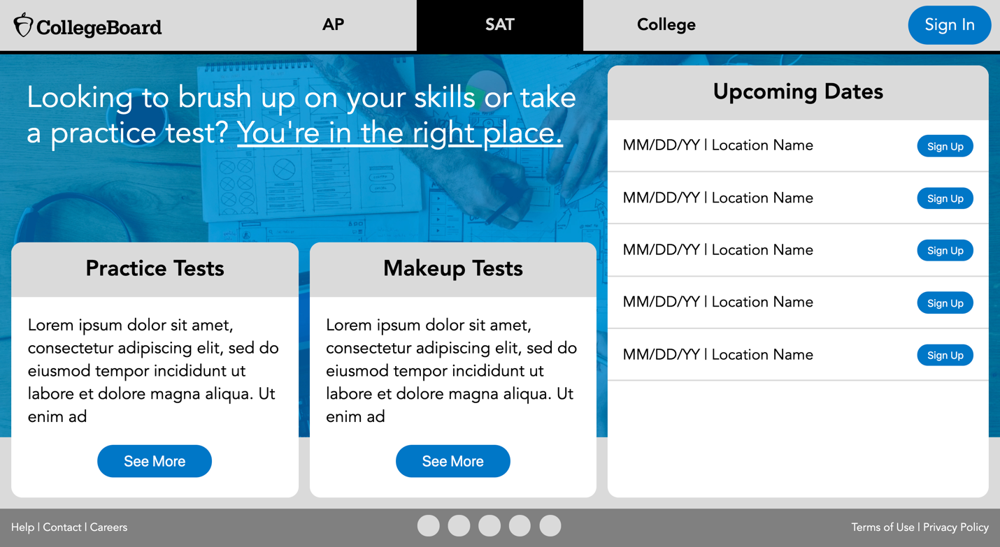 CollegeBoard
AP
SAT
College
Sign In
Looking to brush up on your skills or take
a practice test? You're in the right place.
Practice Tests
Lorem ipsum dolor sit amet,
consectetur adipiscing elit, sed do
eiusmod tempor incididunt ut
labore et dolore magna aliqua. Ut
enim ad
See More
Makeup Tests
Lorem ipsum dolor sit amet,
consectetur adipiscing elit, sed do
eiusmod tempor incididunt ut
labore et dolore magna aliqua. Ut
enim ad
See More
Upcoming Dates
MM/DD/YY | Location Name
Sign Up
MM/DD/YY | Location Name
Sign Up
MM/DD/YY | Location Name
Sign Up
MM/DD/YY | Location Name
Sign Up
MM/DD/YY | Location Name
Sign Up
Help | Contact | Careers
Terms of Use | Privacy Policy